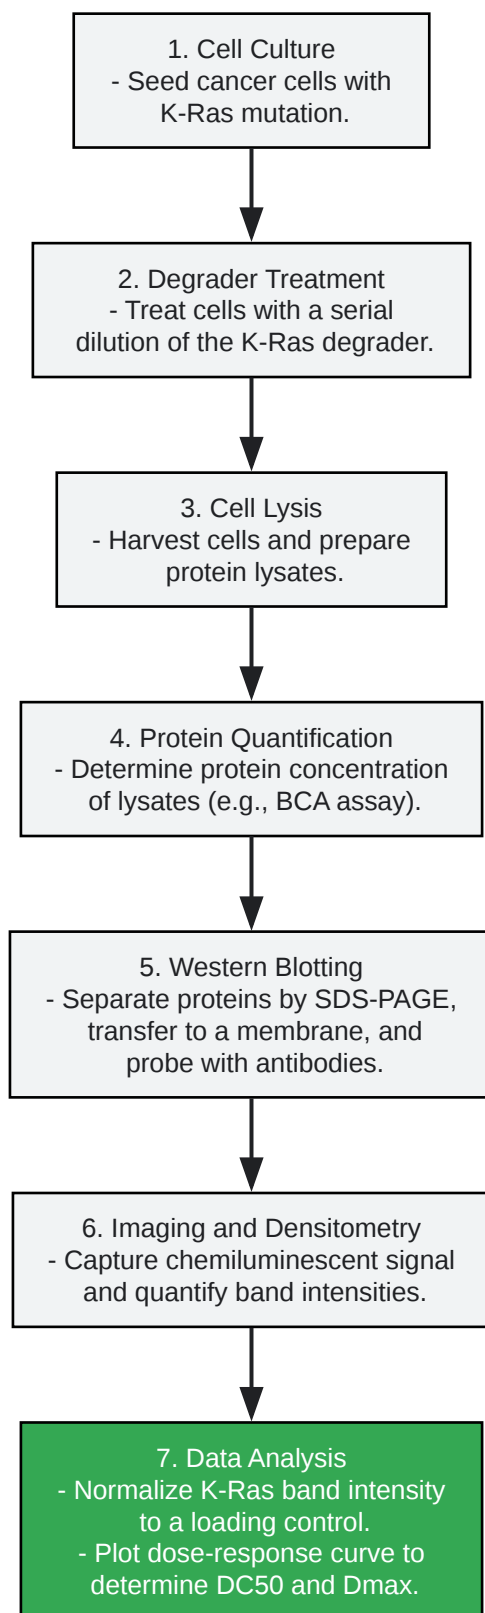 1. Cell Culture
- Seed cancer cells with
K-Ras mutation.
2. Degrader Treatment
- Treat cells with a serial
dilution of the K-Ras degrader.
3. Cell Lysis
- Harvest cells and prepare
protein lysates.
4. Protein Quantification
- Determine protein concentration
of lysates (e.g., BCA assay).
5. Western Blotting
- Separate proteins by SDS-PAGE,
transfer to a membrane, and
probe with antibodies.
6. Imaging and Densitometry
- Capture chemiluminescent signal
and quantify band intensities.
7. Data Analysis
- Normalize K-Ras band intensity
to a loading control.
- Plot dose-response curve to
determine DC50 and Dmax.